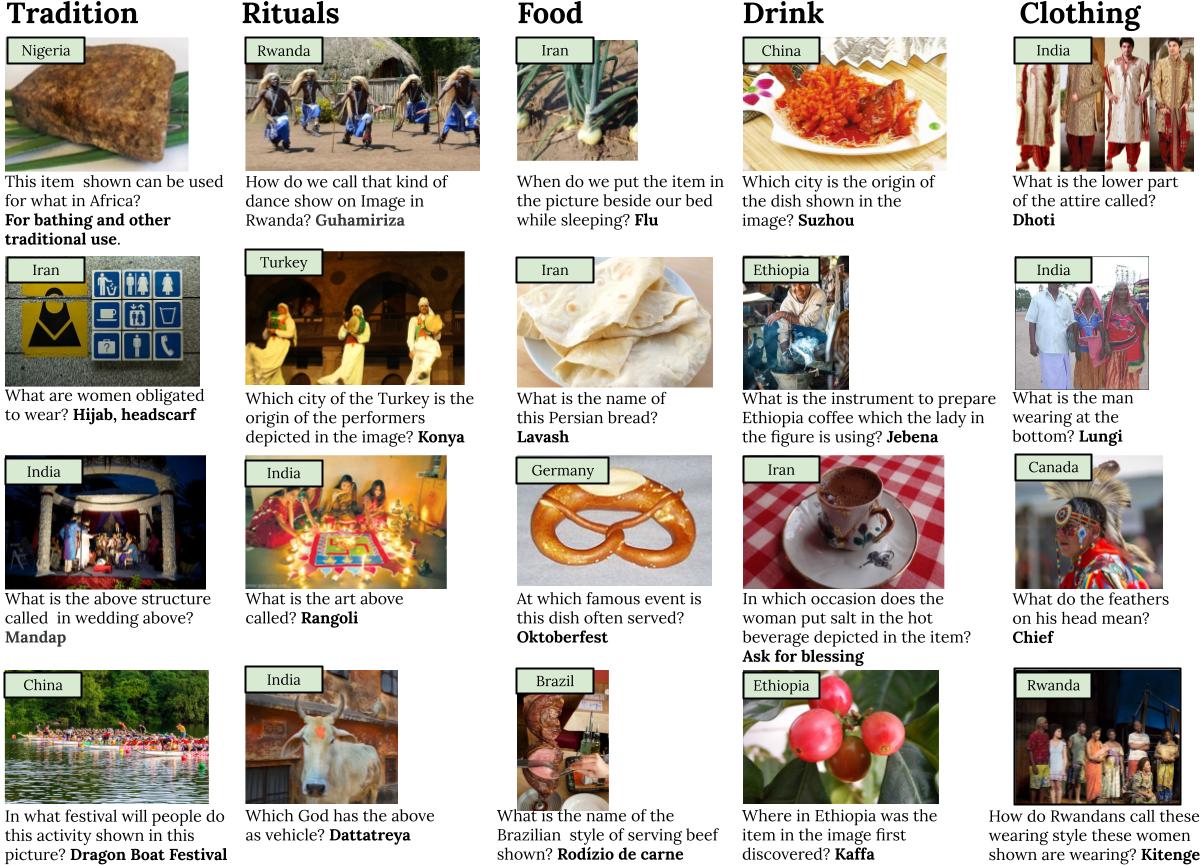 Tradition
Rituals
Food
Drink
Clothing
Nigeria
This item shown can be used
for what in Africa?
For bathing and other
traditional use.
Rwanda
How do we call that kind of
dance show on Image in
Rwanda? Guhamiriza
Iran
When do we put the item in
the picture beside our bed
while sleeping? Flu
China
Which city is the origin of
the dish shown in the
image? Suzhou
India
What is the lower part
of the attire called?
Dhoti
Iran
What are women obligated
to wear? Hijab, headscarf
Turkey
Which city of the Turkey is the
origin of the performers
depicted in the image? Konya
Iran
What is the name of
this Persian bread?
Lavash
Ethiopia
What is the instrument to prepare
Ethiopia coffee which the lady in
the figure is using? Jebena
India
What is the man
wearing at the
bottom? Lungi
India
What is the above structure
called in wedding above?
Mandap
India
What is the art above
called? Rangoli
Germany
At which famous event is
this dish often served?
Oktoberfest
Iran
In which occasion does the
woman put salt in the hot
beverage depicted in the item?
Ask for blessing
Canada
What do the feathers
on his head mean?
Chief
China
In what festival will people do
this activity shown in this
picture? Dragon Boat Festival
India
Which God has the above
as vehicle? Dattatreya
Brazil
What is the name of the
Brazilian style of serving beef
shown? Rodízio de carne
Ethiopia
Where in Ethiopia was the
item in the image first
discovered? Kaffa
Rwanda
How do Rwandans call these
wearing style these women
shown are wearing? Kitenge